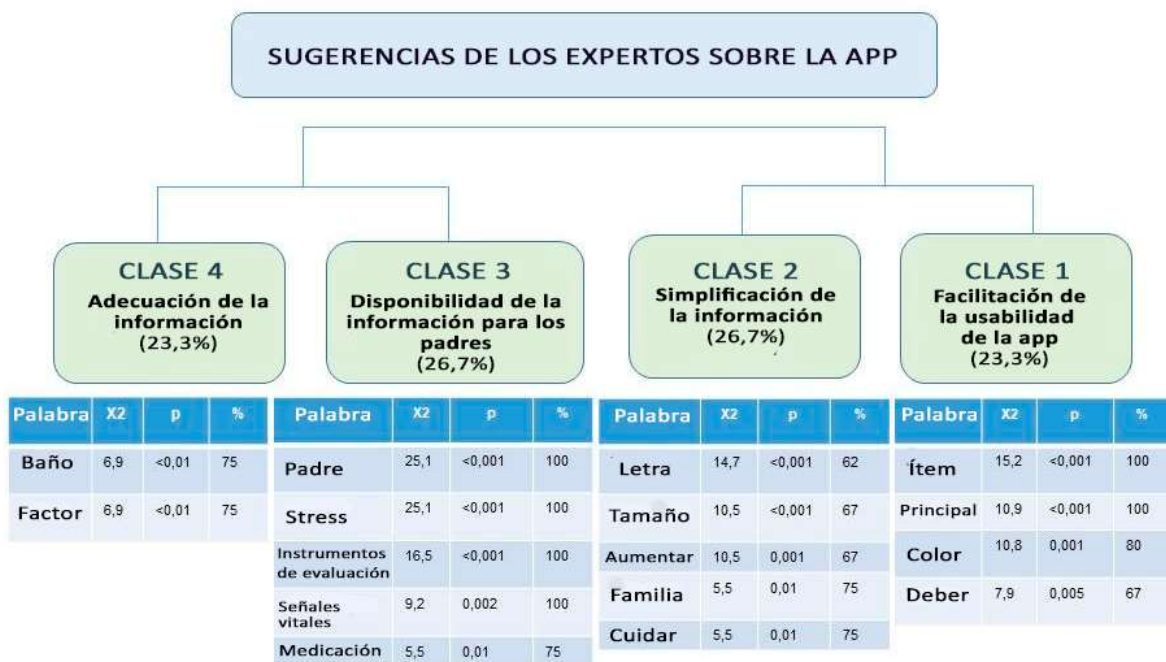 SUGERENCIAS DE LOS EXPERTOS SOBRE LA APP
CLASE 4
Adecuación de la
información
(23,3%)
CLASE 3
Disponibilidad de la
información para los
padres
(26,7%)
CLASE 2
Simplificación de
la información
(26,7%)
CLASE 1
Facilitación de
la usabilidad
de la app
(23,3%)
Palabra X2 p %
Baño 6,9 <0,01 75
Factor 6,9 <0,01 75
Palabra X2 p %
Padre 25,1 <0,001 100
Stress 25,1 <0,001 100
Instrumentos
de evaluación 16,5 <0,001 100
Señales
vitales 9,2 0,002 100
Medicación 5,5 0,01 75
Palabra X2 p %
Letra 14,7 <0,001 62
Tamaño 10,5 <0,001 67
Aumentar 10,5 0,001 67
Familia 5,5 0,01 75
Cuidar 5,5 0,01 75
Palabra X2 p %
Ítem 15,2 <0,001 100
Principal 10,9 <0,001 100
Color 10,8 0,001 80
Deber 7,9 0,005 67